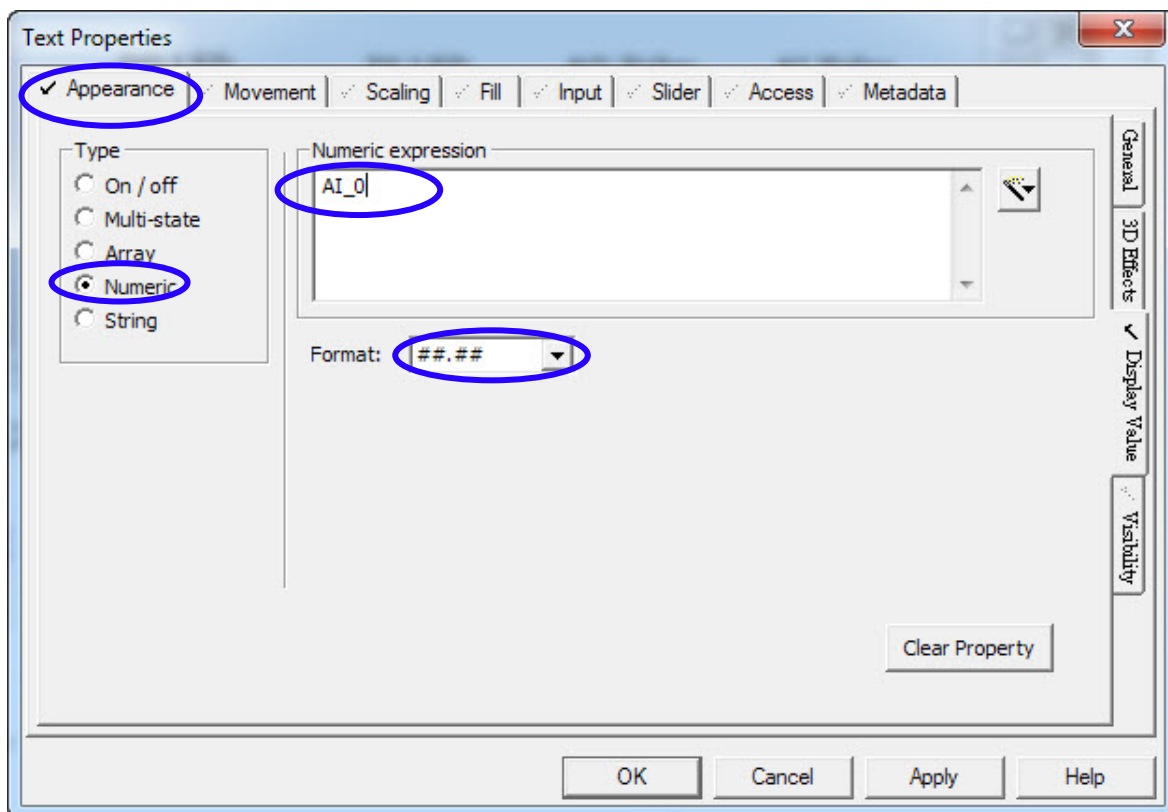 Text Properties
Appearance Movement Scaling Fill Input Slider Access Metadata
Type
On / off
Multi-state
Array
Numeric
String
Numeric expression
AI_0
Format: ##.##
General
3D Effects
Display Value
Visibility
Clear Property
OK Cancel Apply Help